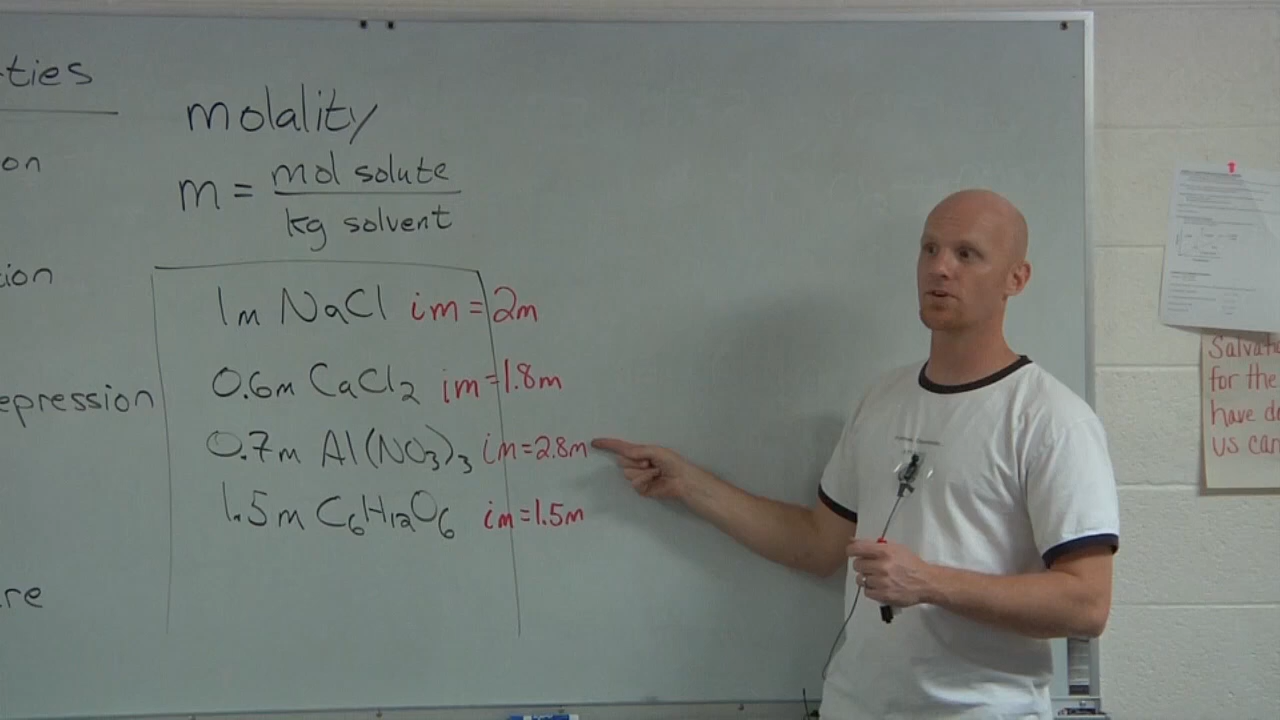 ties
on
ion
epression
re
molality
m = mol solute
kg solvent
1m NaCl im = 2m
0.6m CaCl₂ im = 1.8m
0.7m Al(NO₃)₃ im = 2.8m
1.5m C₆H₁₂O₆ im = 1.5m
for the
have d
us can